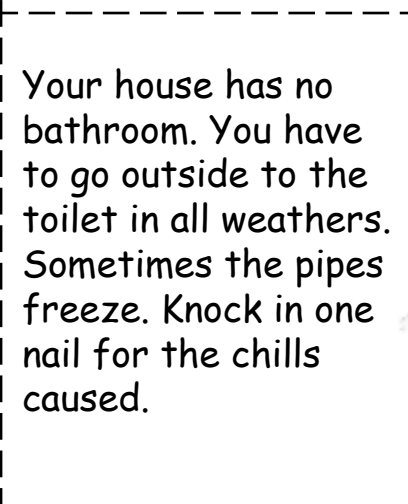 Your house has no
bathroom. You have
to go outside to the
toilet in all weathers.
Sometimes the pipes
freeze. Knock in one
nail for the chills
caused.